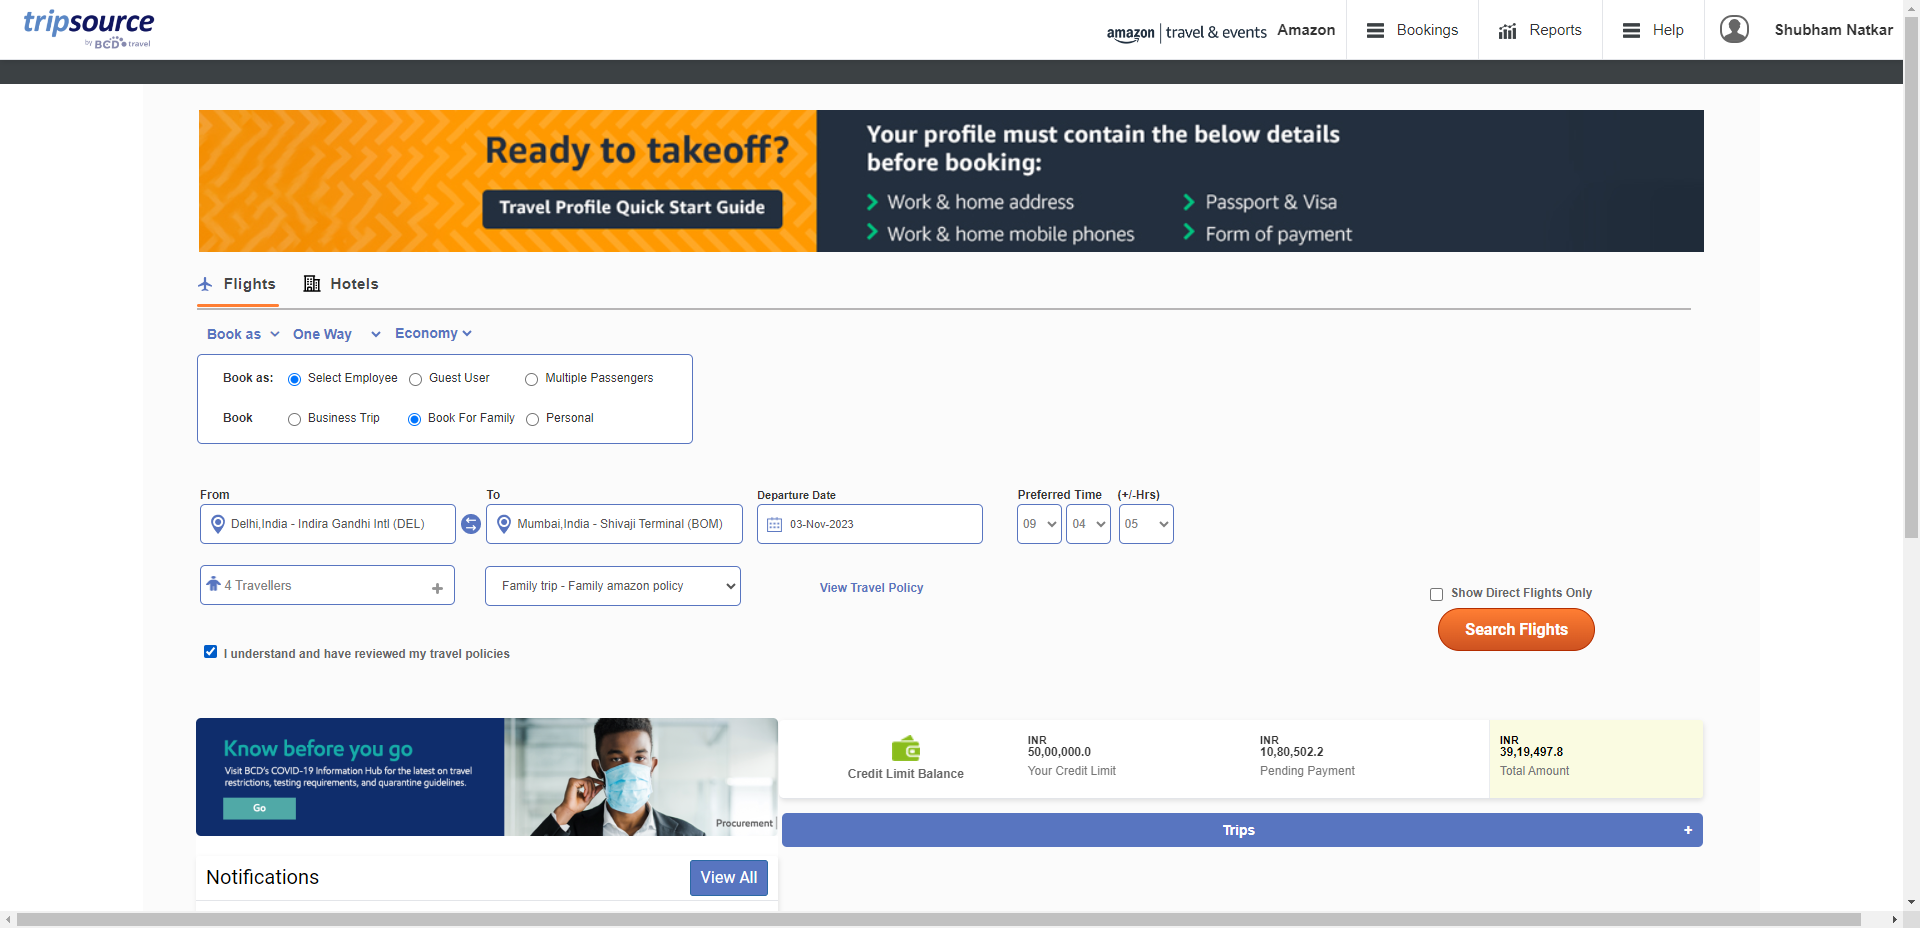 tripsource
by BCD travel
amazon | travel & events Amazon
Bookings
Reports
Help
Shubham Natkar
Ready to takeoff?
Travel Profile Quick Start Guide
Your profile must contain the below details
before booking:
Work & home address
Passport & Visa
Work & home mobile phones
Form of payment
Flights
Hotels
Book as
One Way
Economy
Book as: Select Employee Guest User Multiple Passengers
Book Business Trip Book For Family Personal
From
To
Departure Date
Preferred Time (+/-Hrs)
Delhi,India - Indira Gandhi Intl (DEL)
Mumbai,India - Shivaji Terminal (BOM)
03-Nov-2023
09
04
05
4 Travellers
+
Family trip - Family amazon policy
View Travel Policy
Show Direct Flights Only
Search Flights
I understand and have reviewed my travel policies
Know before you go
Visit BCD's COVID-19 Information Hub for the latest on travel
restrictions, testing requirements, and quarantine guidelines.
Go
Procurement |
Credit Limit Balance
INR
50,00,000.0
Your Credit Limit
INR
10,80,502.2
Pending Payment
INR
39,19,497.8
Total Amount
Trips
+
Notifications
View All